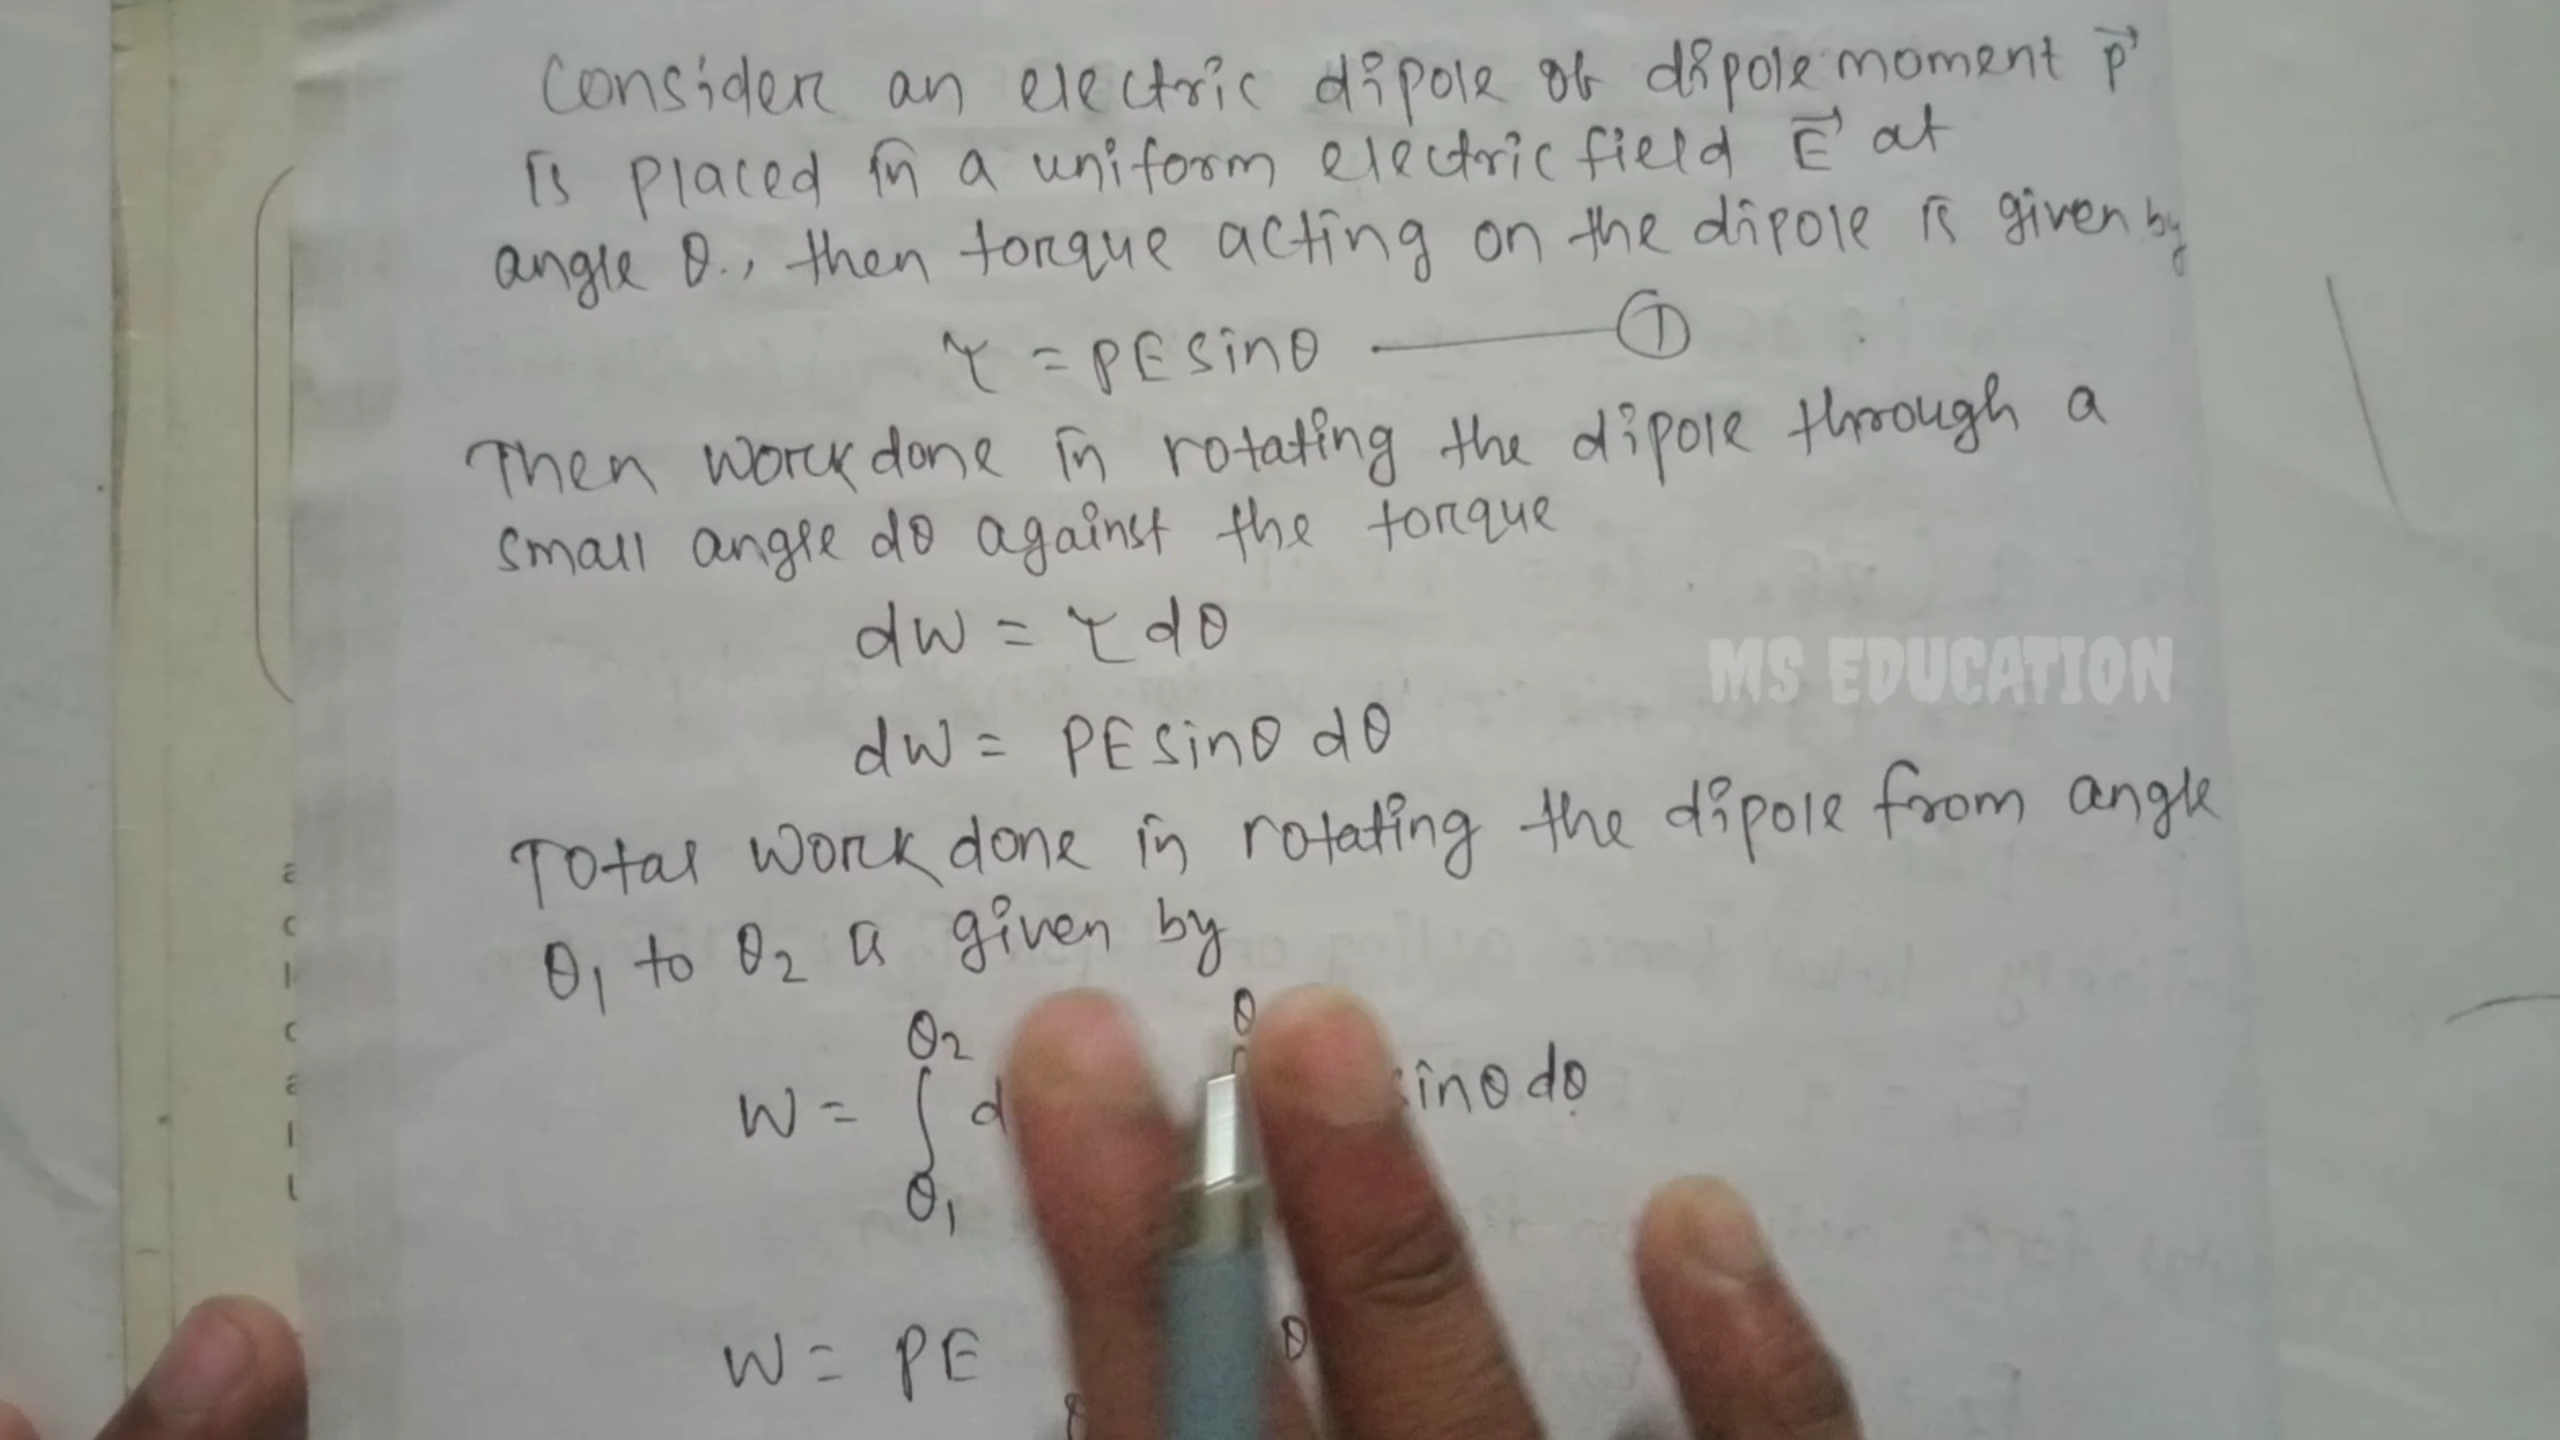 Consider an electric dipole of dipole moment p⃗
is placed in a uniform electric field E⃗ at
angle θ., then torque acting on the dipole is given by
τ = PE sinθ —— ①
Then work done in rotating the dipole through a
small angle dθ against the torque
dW = τ dθ
dW = PE sinθ dθ
Total work done in rotating the dipole from angle
θ₁ to θ₂ is given by
θ₂ θ
W = ∫ d inθ dθ
θ₁
W = PE θ
MS EDUCATION